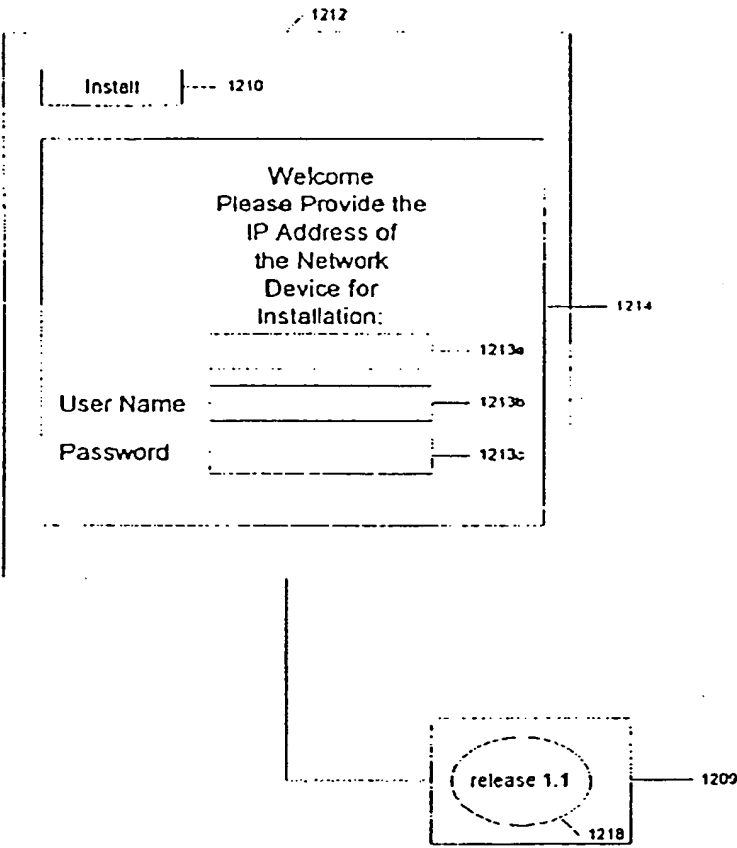 1212
Install 1210
Welcome
Please Provide the
IP Address of
the Network
Device for
Installation:
1214
1213a
User Name 1213b
Password 1213c
release 1.1 1209
1218